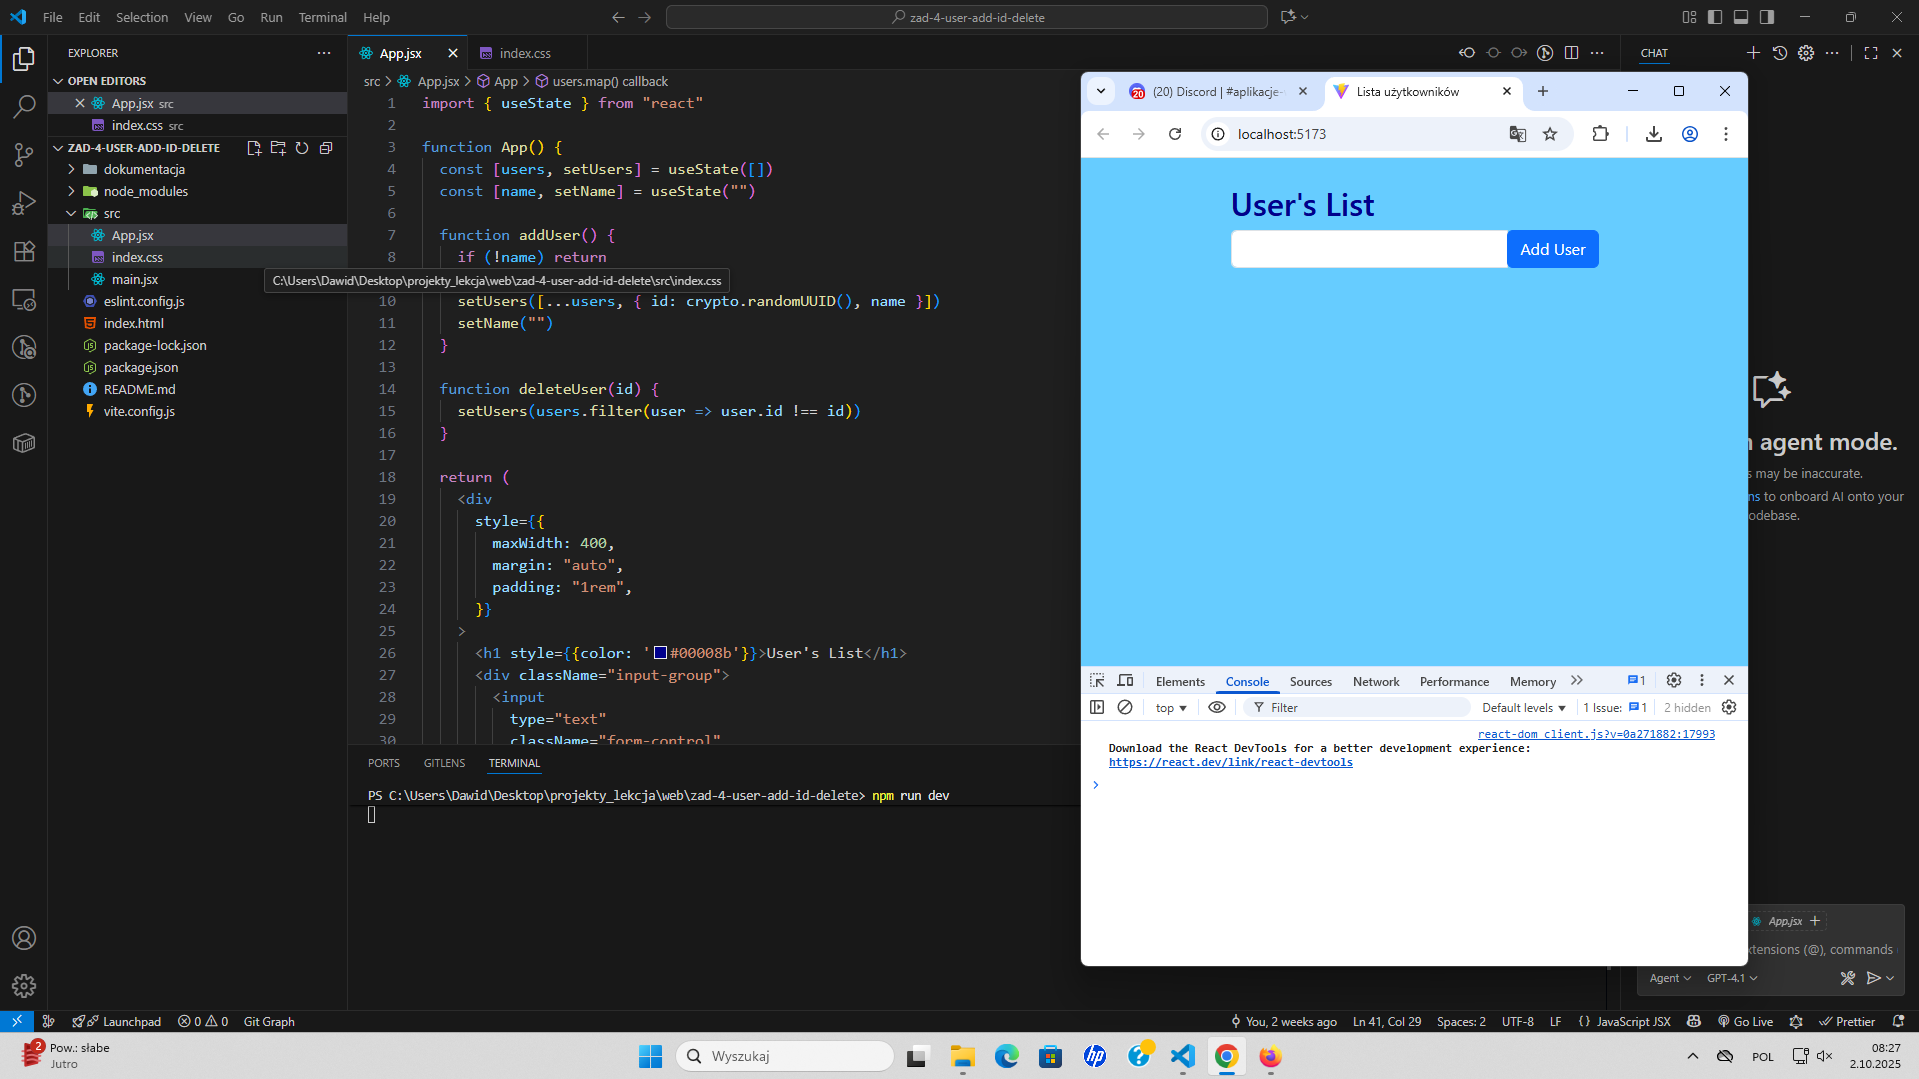 File Edit Selection View Go Run Terminal Help
zad-4-user-add-id-delete
EXPLORER
OPEN EDITORS
App.jsx src
index.css src
ZAD-4-USER-ADD-ID-DELETE
dokumentacja
node_modules
src
App.jsx
index.css
main.jsx
eslint.config.js
index.html
package-lock.json
package.json
README.md
vite.config.js
C:\Users\Dawid\Desktop\projekty_lekcja\web\zad-4-user-add-id-delete\src\index.css
App.jsx
index.css
src > App.jsx > App > users.map() callback
1 import { useState } from "react"
2
3 function App() {
4 const [users, setUsers] = useState([])
5 const [name, setName] = useState("")
6
7 function addUser() {
8 if (!name) return
10 setUsers([...users, { id: crypto.randomUUID(), name }])
11 setName("")
12 }
13
14 function deleteUser(id) {
15 setUsers(users.filter(user => user.id !== id))
16 }
17
18 return (
19 <div
20 style={{
21 maxWidth: 400,
22 margin: "auto",
23 padding: "1rem",
24 }}
25 >
26 <h1 style={{color: '#00008b'}}>User's List</h1>
27 <div className="input-group">
28 <input
29 type="text"
30 className="form-control"
PORTS GITLENS TERMINAL
PS C:\Users\Dawid\Desktop\projekty_lekcja\web\zad-4-user-add-id-delete> npm run dev
CHAT
agent mode.
s may be inaccurate.
ns to onboard AI onto your
odebase.
App.jsx
xtensions (@), commands
Agent GPT-4.1
20 (20) Discord | #aplikacje-
Lista użytkowników
localhost:5173
User's List
Add User
Elements Console Sources Network Performance Memory 1
top Filter Default levels 1 Issue: 1 2 hidden
react-dom_client.js?v=0a271882:17993
Download the React DevTools for a better development experience:
https://react.dev/link/react-devtools
Launchpad 0 0 Git Graph
You, 2 weeks ago Ln 41, Col 29 Spaces: 2 UTF-8 LF {} JavaScript JSX Go Live Prettier
2 Pow.: słabe
Jutro
Wyszukaj
hp
POL
08:27
2.10.2025